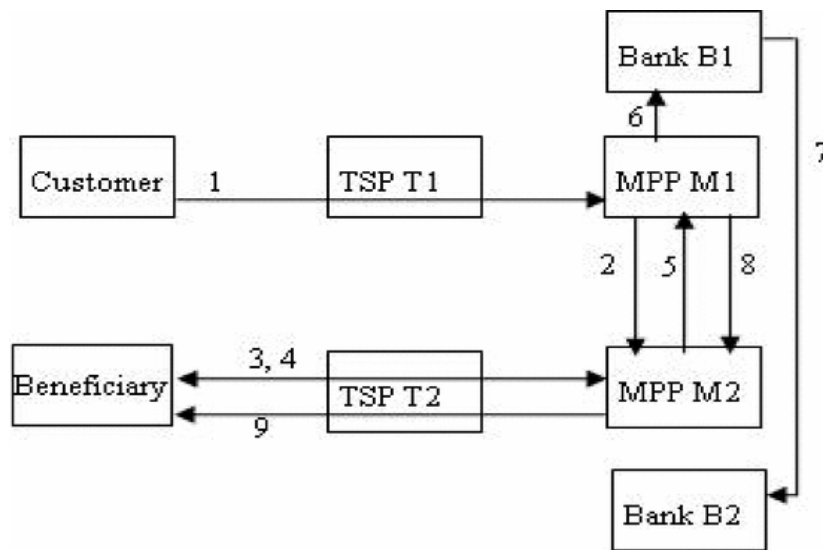 Bank B1
6
7
Customer
1
TSP T1
MPP M1
2
5
8
Beneficiary
3, 4
TSP T2
MPP M2
9
Bank B2